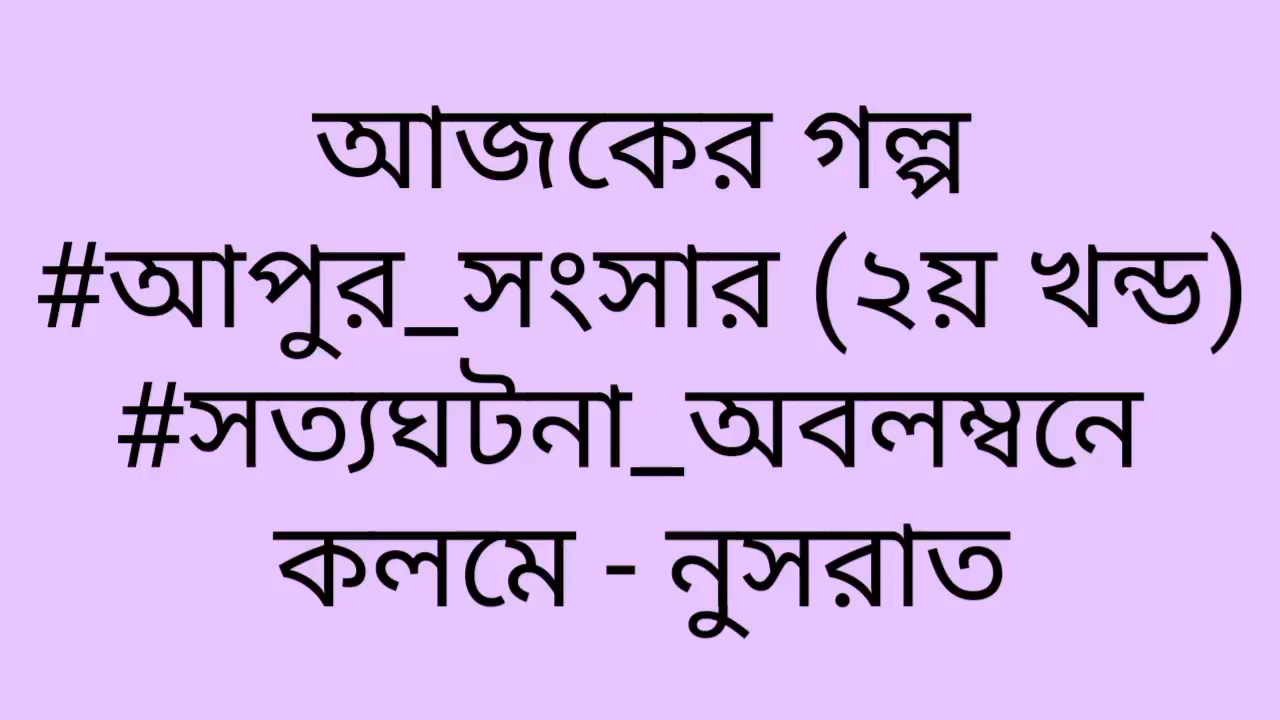 আজকের গল্প
#আপুর_সংসার (২য় খন্ড)
#সত্যঘটনা_অবলম্বনে
কলমে - নুসরাত